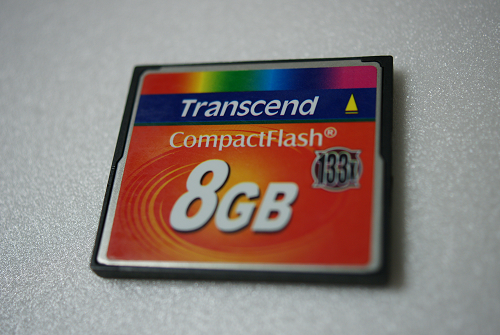 Transcend
CompactFlash®
133x
8GB